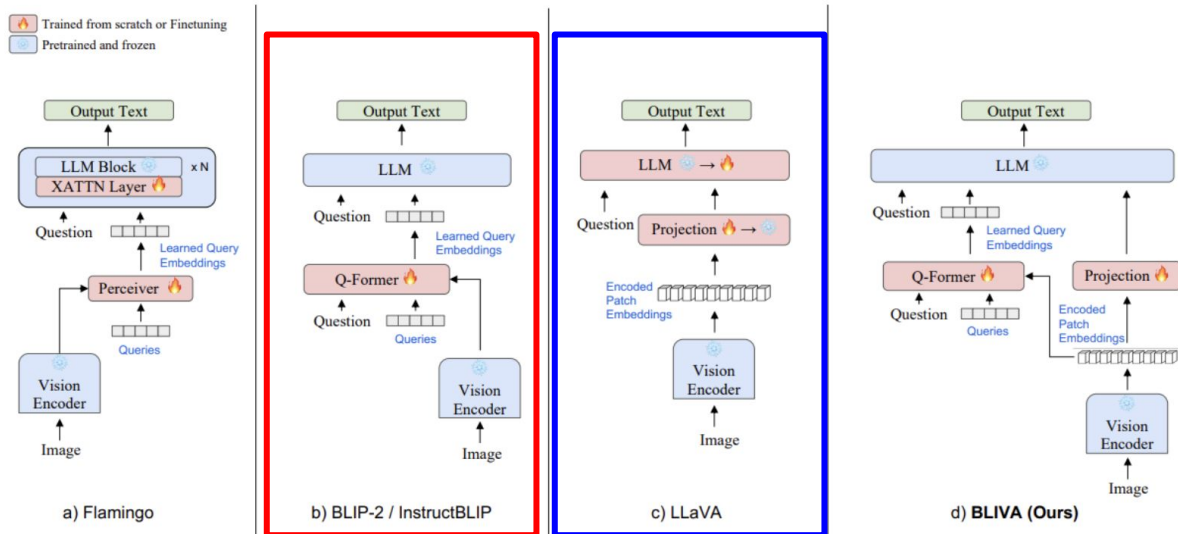 Trained from scratch or Finetuning
Pretrained and frozen
Output Text
LLM Block
x N
XATTN Layer
Question
Learned Query
Embeddings
Perceiver
Queries
Vision
Encoder
Image
a) Flamingo
Output Text
LLM
Question
Learned Query
Embeddings
Q-Former
Question
Queries
Vision
Encoder
Image
b) BLIP-2 / InstructBLIP
Output Text
LLM →
Question
Projection →
Encoded
Patch
Embeddings
Vision
Encoder
Image
c) LLaVA
Output Text
LLM
Question
Learned Query
Embeddings
Q-Former
Projection
Question
Queries
Encoded
Patch
Embeddings
Vision
Encoder
Image
d) BLIVA (Ours)